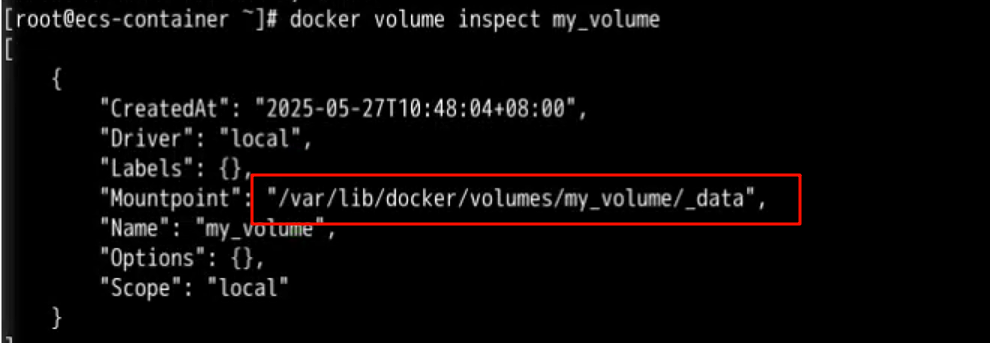 [root@ecs-container ~]# docker volume inspect my_volume
[
    {
        "CreatedAt": "2025-05-27T10:48:04+08:00",
        "Driver": "local",
        "Labels": {},
        "Mountpoint": "/var/lib/docker/volumes/my_volume/_data",
        "Name": "my_volume",
        "Options": {},
        "Scope": "local"
    }
]